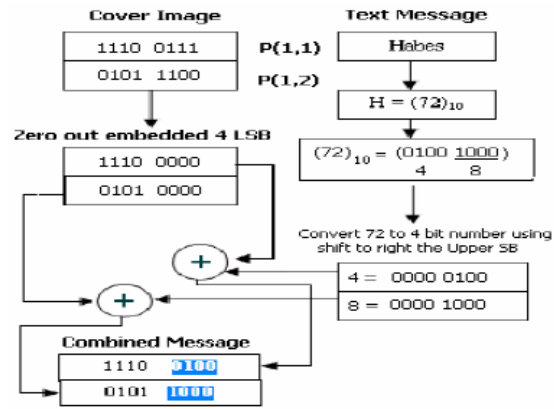 Cover Image
1110 0111
0101 1100
P(1,1)
P(1,2)
Text Message
Habes
H = (72)10
(72)10 = (0100 1000 )
4 8
Zero out embedded 4 LSB
1110 0000
0101 0000
Convert 72 to 4 bit number using
shift to right the Upper SB
4 = 0000 0100
8 = 0000 1000
+
+
Combined Message
1110 0100
0101 1000